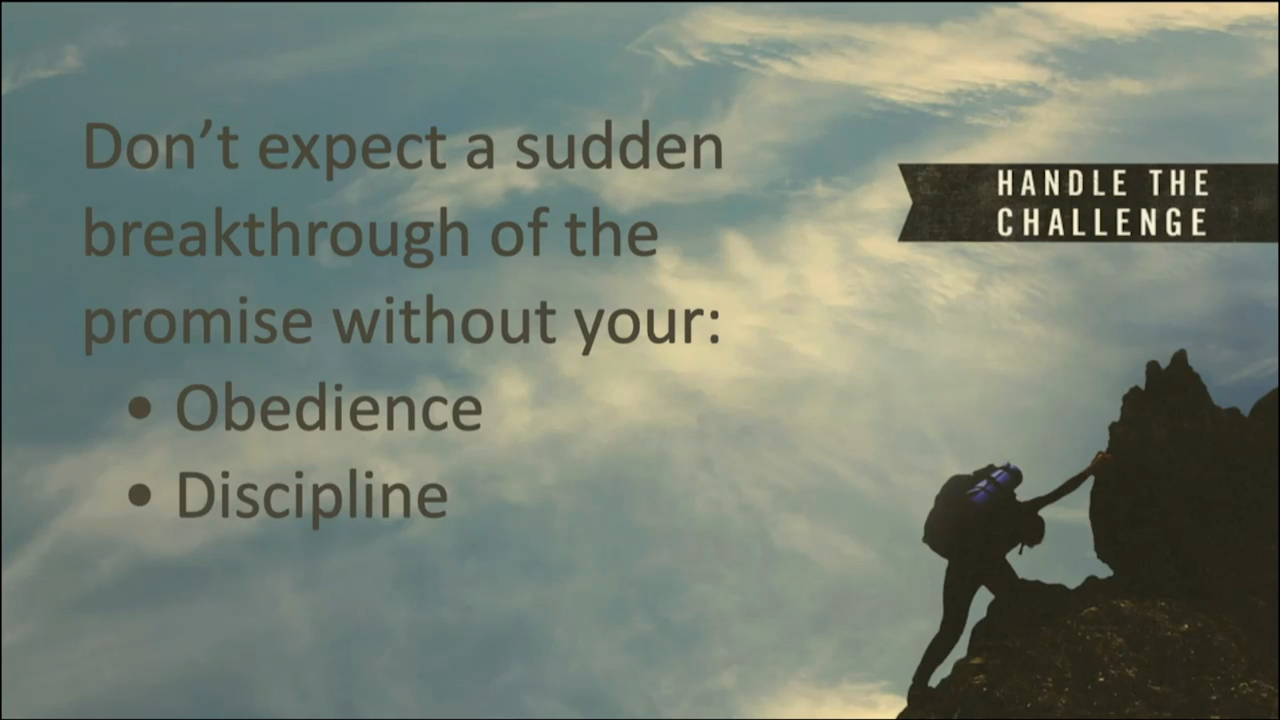 Don’t expect a sudden
breakthrough of the
promise without your:
• Obedience
• Discipline
HANDLE THE
CHALLENGE